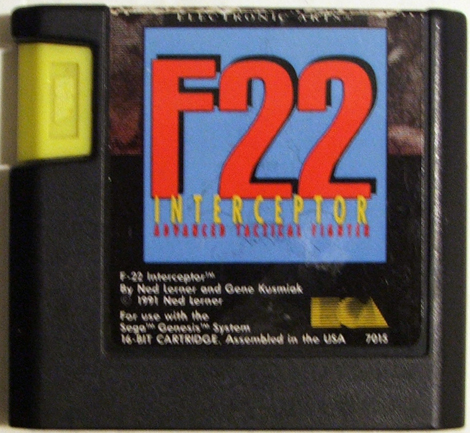 ELECTRONIC ARTS®
F22
INTERCEPTOR
ADVANCED TACTICAL FIGHTER
F-22 Interceptor™
By Ned Lerner and Gene Kusmiak
© 1991 Ned Lerner
For use with the
Sega™ Genesis™ System
16-BIT CARTRIDGE. Assembled in the USA 7015